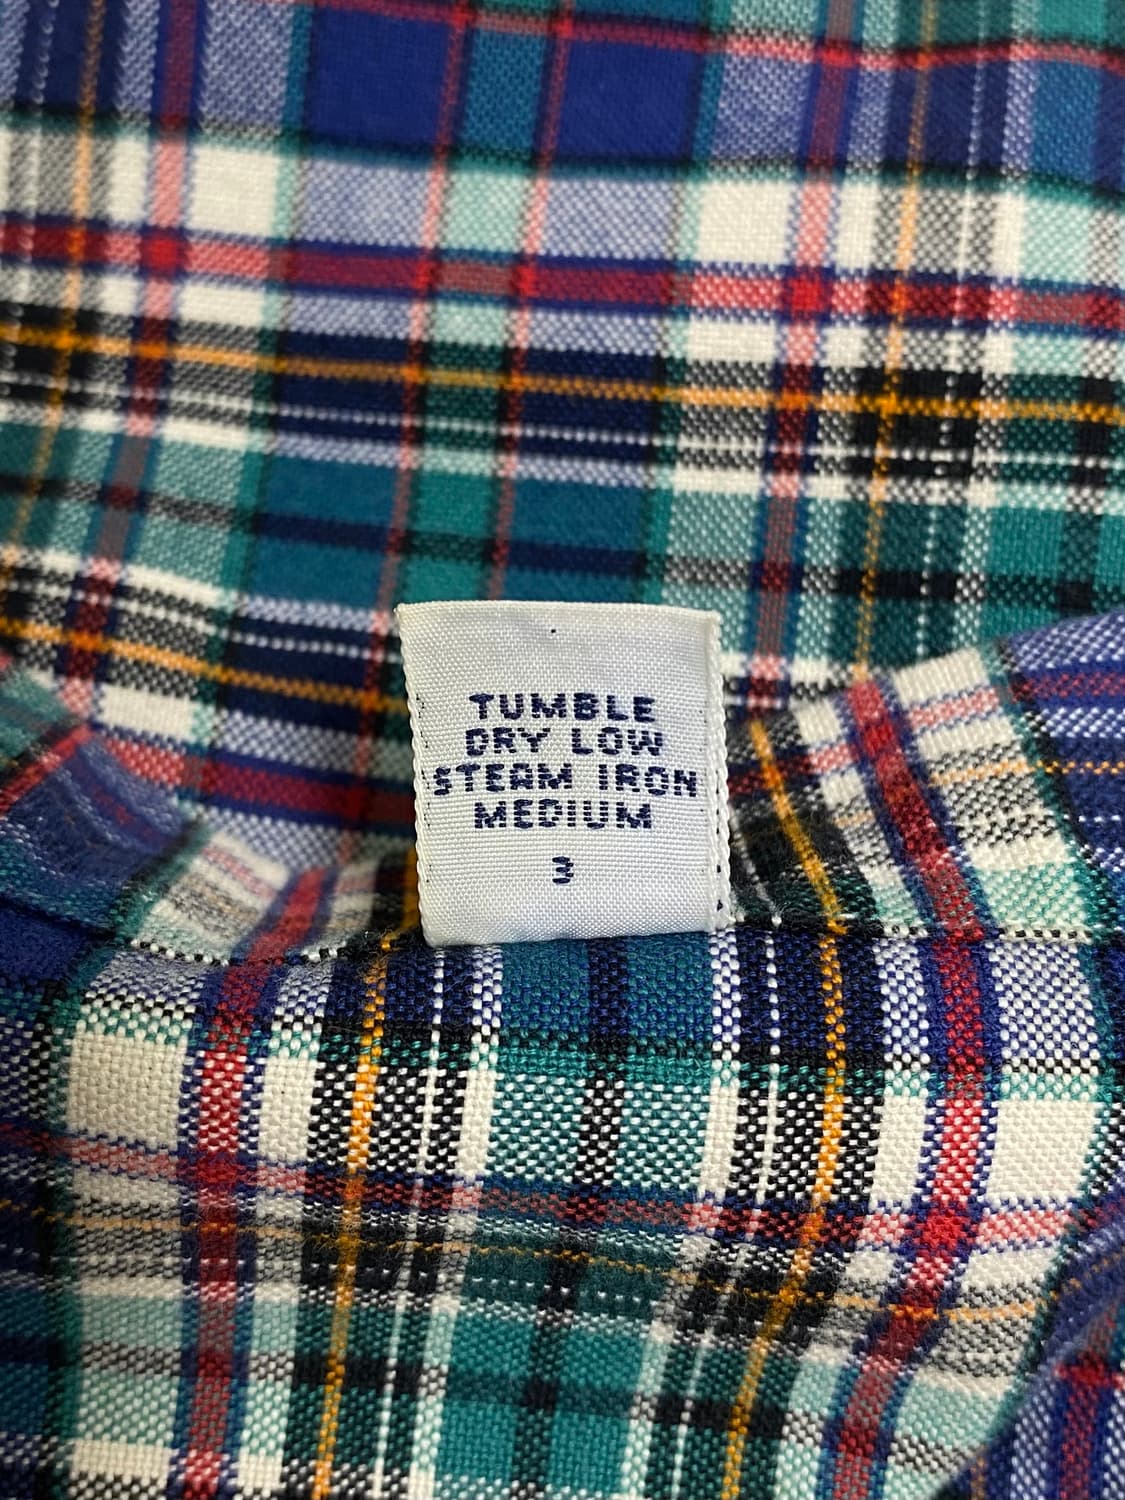 TUMBLE
DRY LOW
STEAM IRON
MEDIUM
3